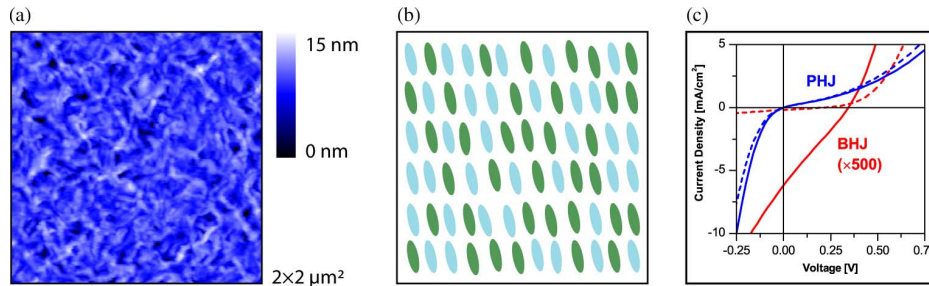 (a)
15 nm
0 nm
2×2 µm²
(b)
(c)
Current Density [mA/cm²]
5
0
-5
-10
PHJ
BHJ
(×500)
-0.25
0.00
0.25
0.50
0.75
Voltage [V]